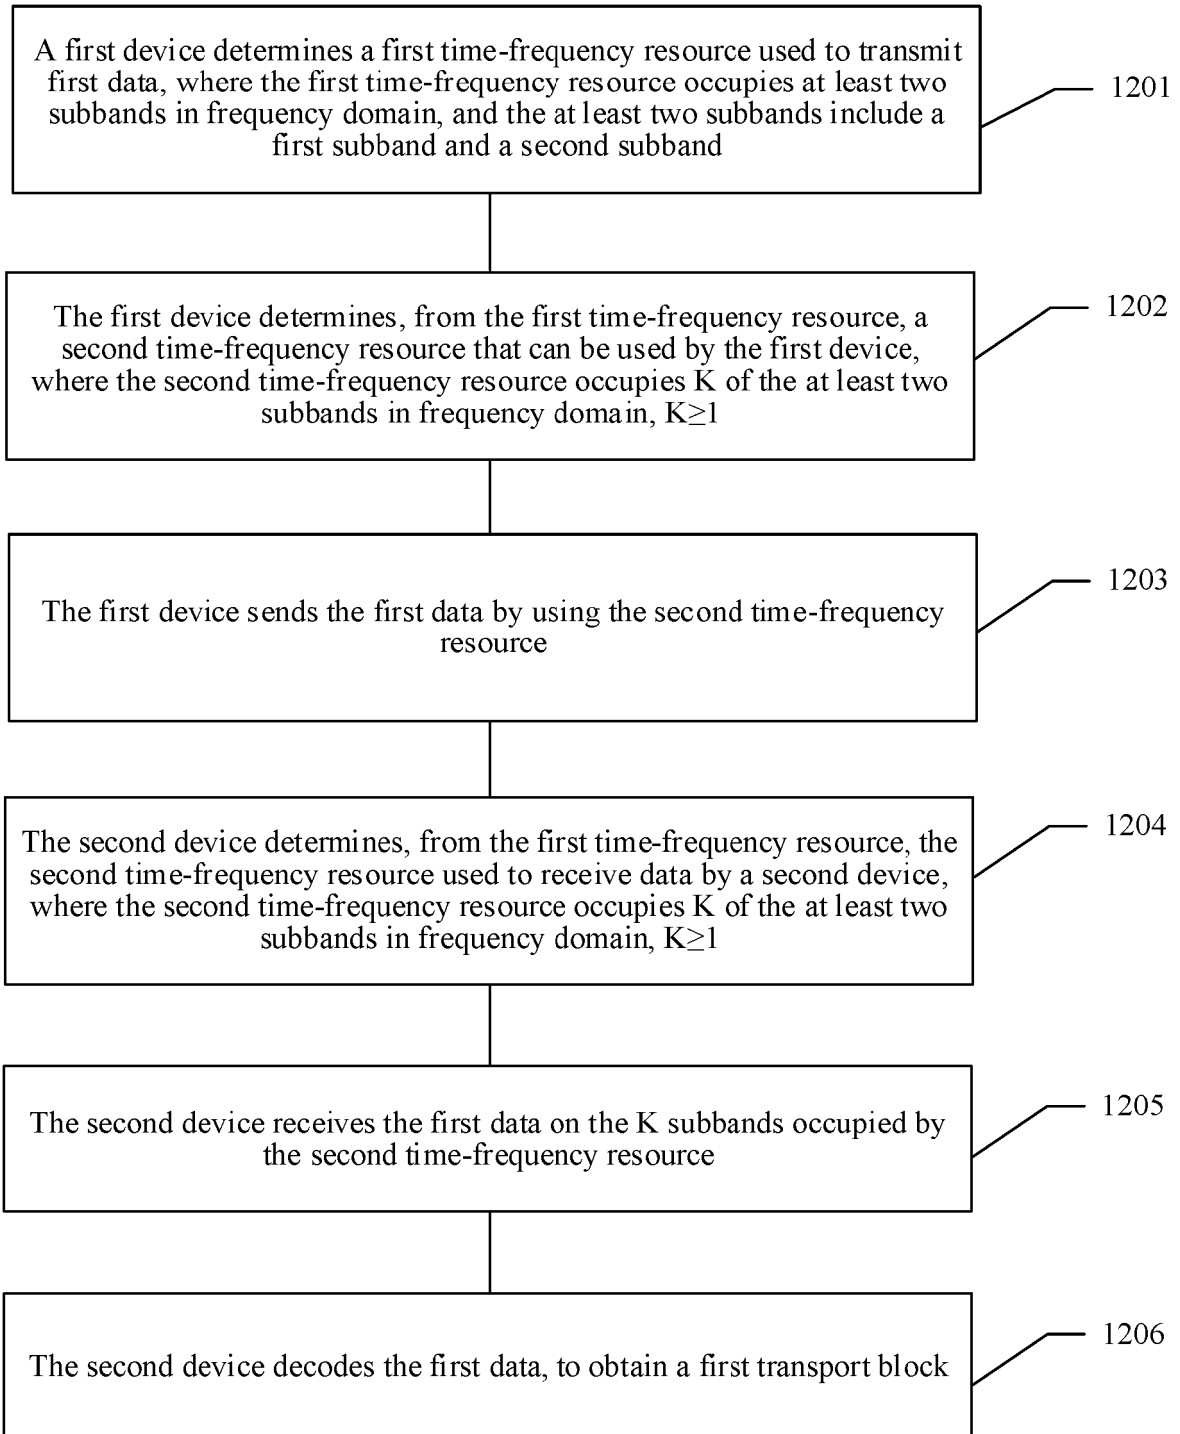 A first device determines a first time-frequency resource used to transmit
first data, where the first time-frequency resource occupies at least two
subbands in frequency domain, and the at least two subbands include a
first subband and a second subband
1201
The first device determines, from the first time-frequency resource, a
second time-frequency resource that can be used by the first device,
where the second time-frequency resource occupies K of the at least two
subbands in frequency domain, K≥1
1202
The first device sends the first data by using the second time-frequency
resource
1203
The second device determines, from the first time-frequency resource, the
second time-frequency resource used to receive data by a second device,
where the second time-frequency resource occupies K of the at least two
subbands in frequency domain, K≥1
1204
The second device receives the first data on the K subbands occupied by
the second time-frequency resource
1205
The second device decodes the first data, to obtain a first transport block
1206